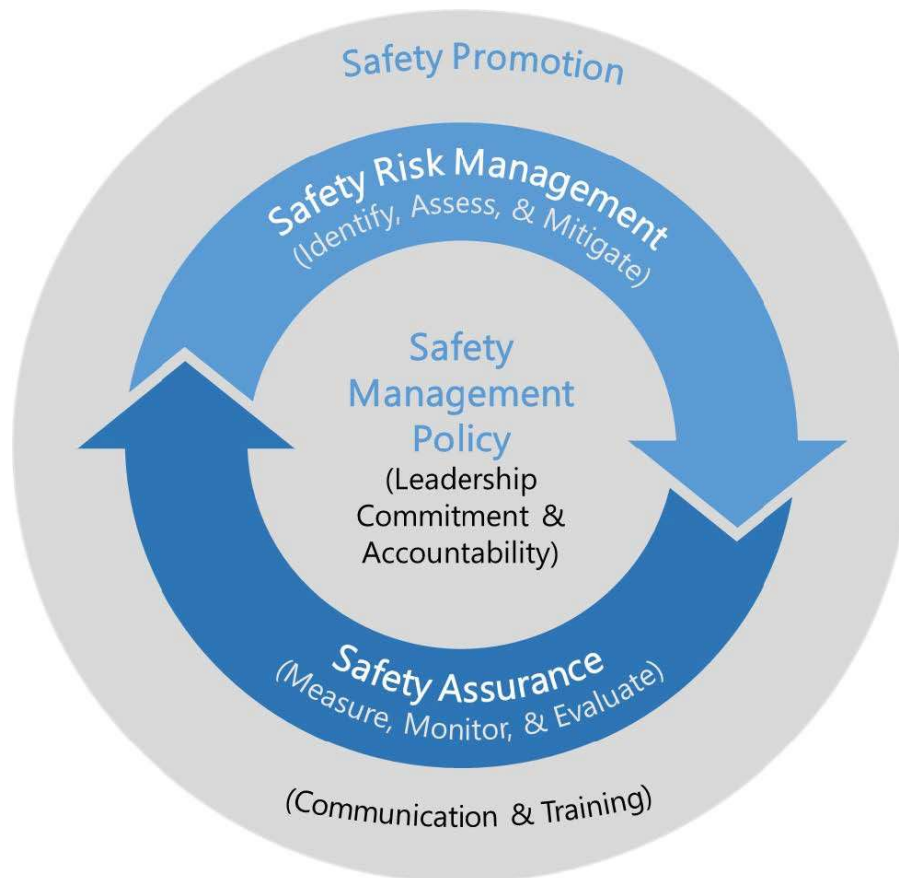 Safety Promotion
Safety Risk Management
(Identify, Assess, & Mitigate)
Safety
Management
Policy
(Leadership
Commitment &
Accountability)
Safety Assurance
(Measure, Monitor, & Evaluate)
(Communication & Training)